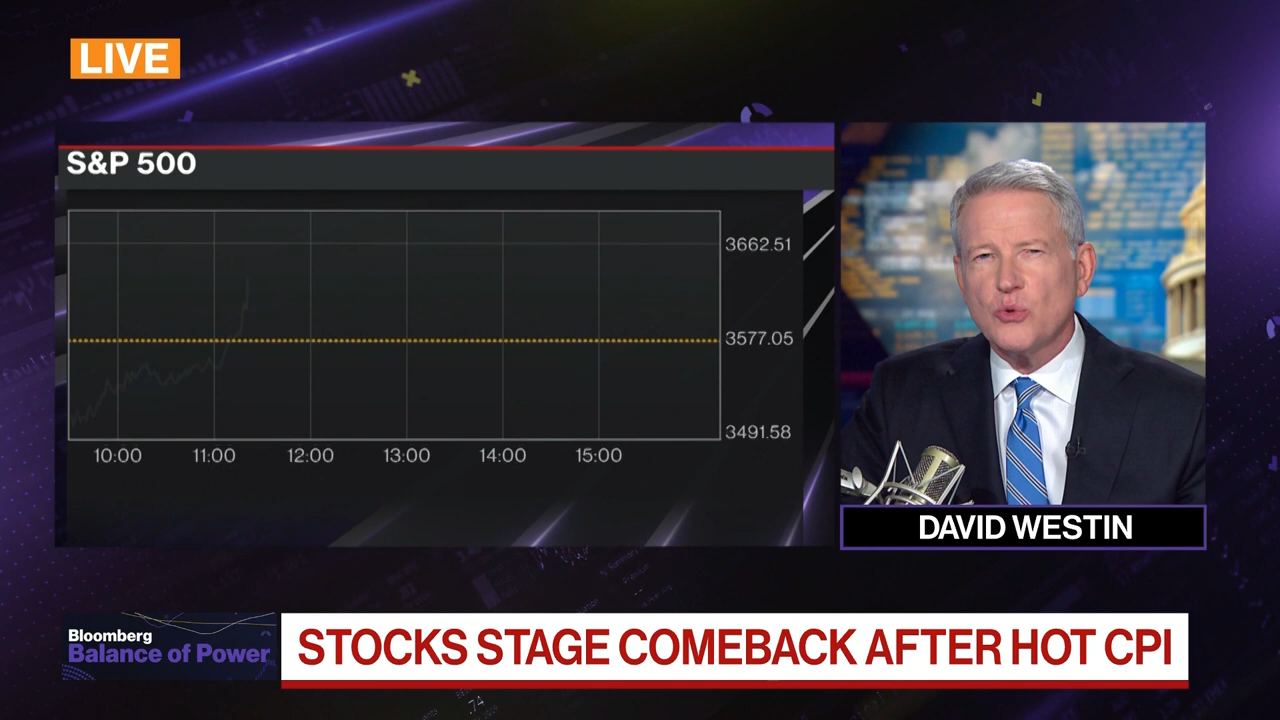 LIVE
S&P 500
3662.51
3577.05
3491.58
10:00 11:00 12:00 13:00 14:00 15:00
DAVID WESTIN
Bloomberg
Balance of Power
STOCKS STAGE COMEBACK AFTER HOT CPI
.74